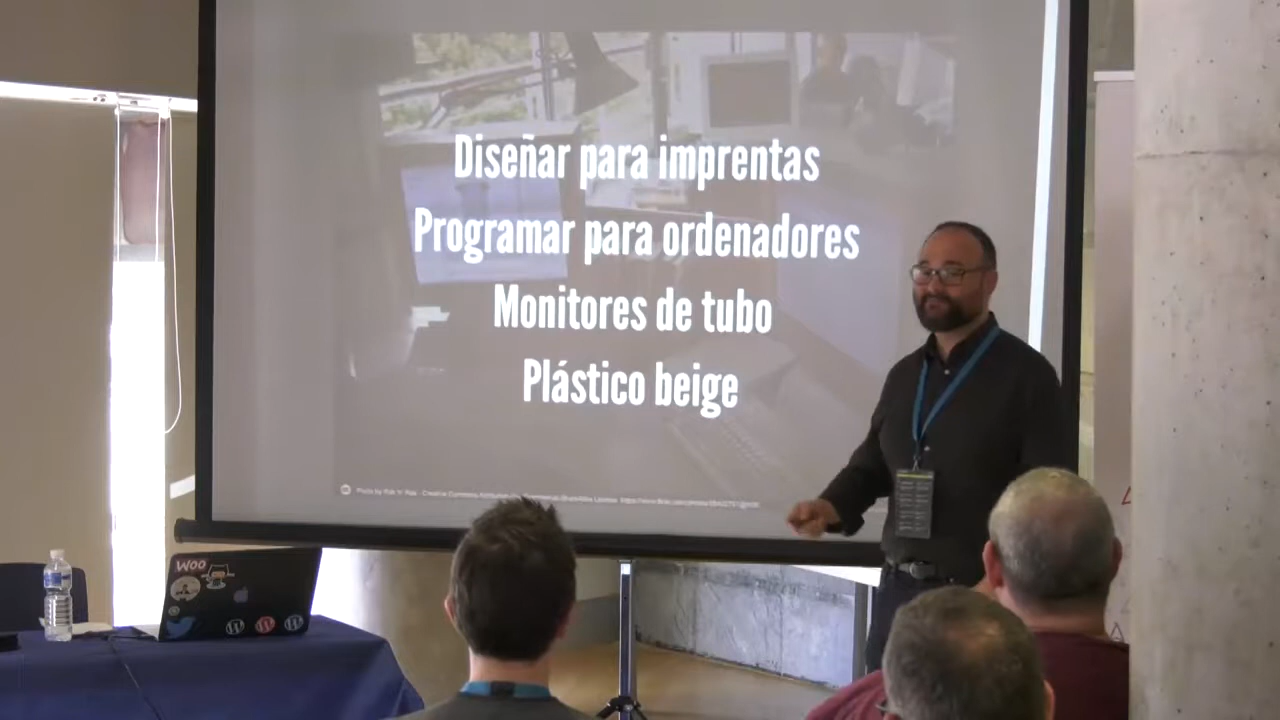 Diseñar para imprentas
Programar para ordenadores
Monitores de tubo
Plástico beige
WOO